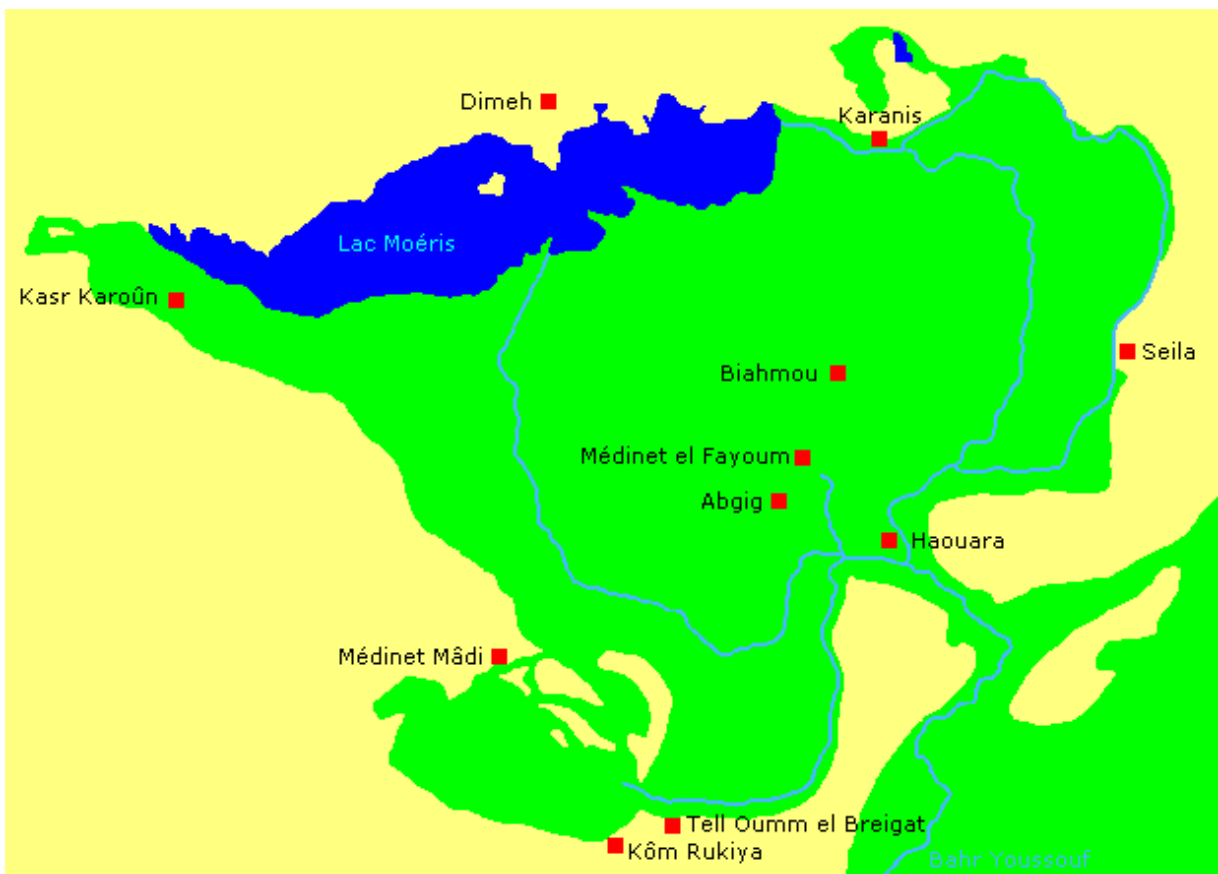 Dimeh
Karanis
Lac Moéris
Kasr Karoûn
Seila
Biahmou
Médinet el Fayoum
Abgig
Haouara
Médinet Mâdi
Tell Oumm el Breigat
Kôm Rukiya
Bahr Youssouf